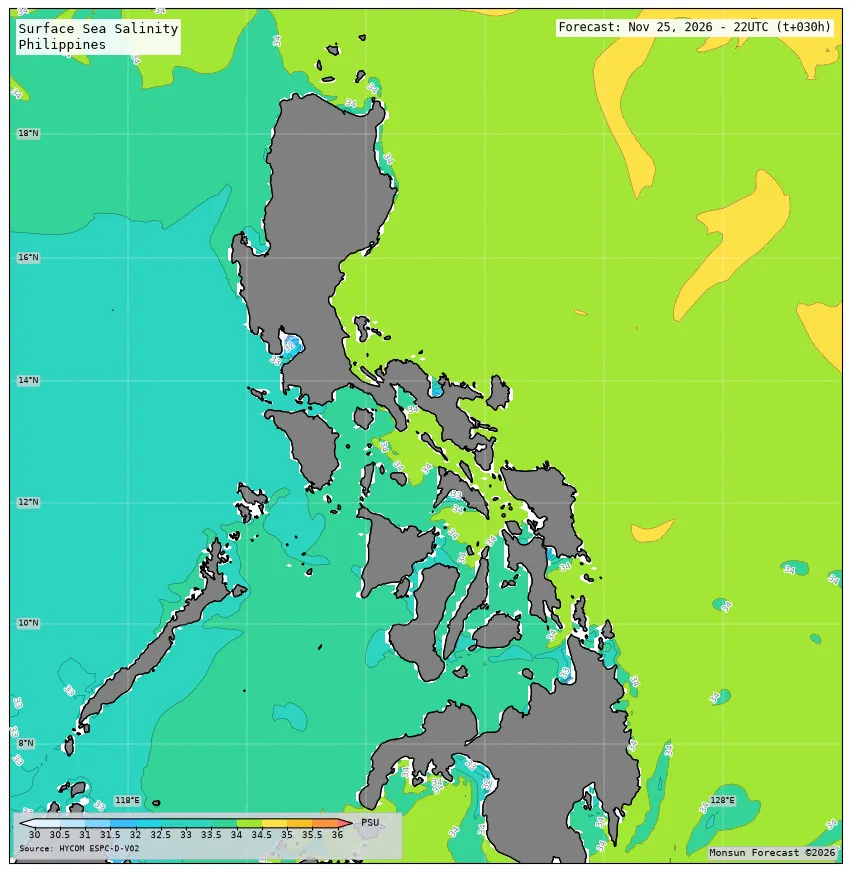 Surface Sea Salinity
Philippines
Forecast: Nov 25, 2026 - 22UTC (t+030h)
18°N
16°N
14°N
12°N
10°N
8°N
118°E
128°E
30 30.5 31 31.5 32 32.5 33 33.5 34 34.5 35 35.5 36 PSU
Source: HYCOM ESPC-D-V02
Monsun Forecast ©2026